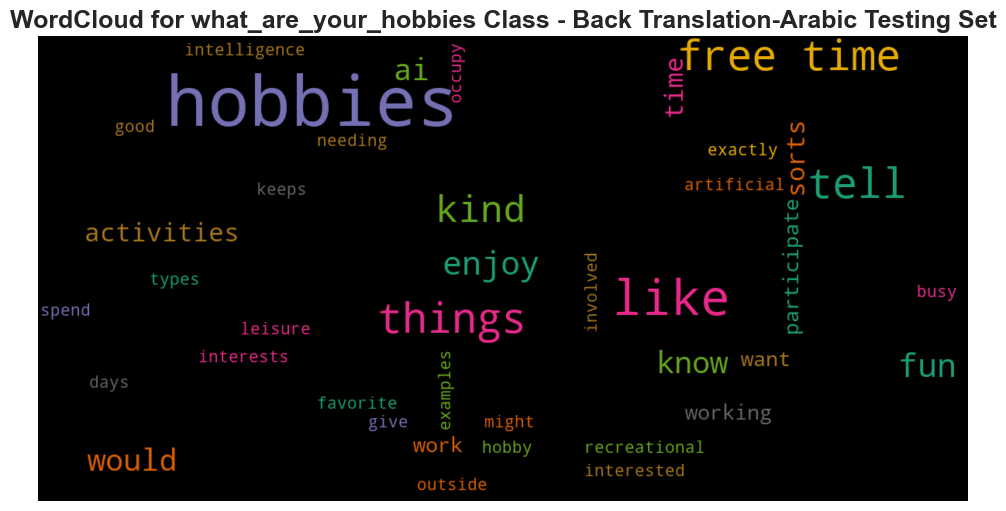 WordCloud for what_are_your_hobbies Class - Back Translation-Arabic Testing Set
intelligence
ai
occupy
time
free time
hobbies
good
needing
exactly
sorts
artificial
tell
keeps
kind
participate
activities
enjoy
involved
types
like
busy
spend
things
leisure
interests
examples
know
want
fun
days
favorite
give
might
working
would
work
hobby
recreational
interested
outside